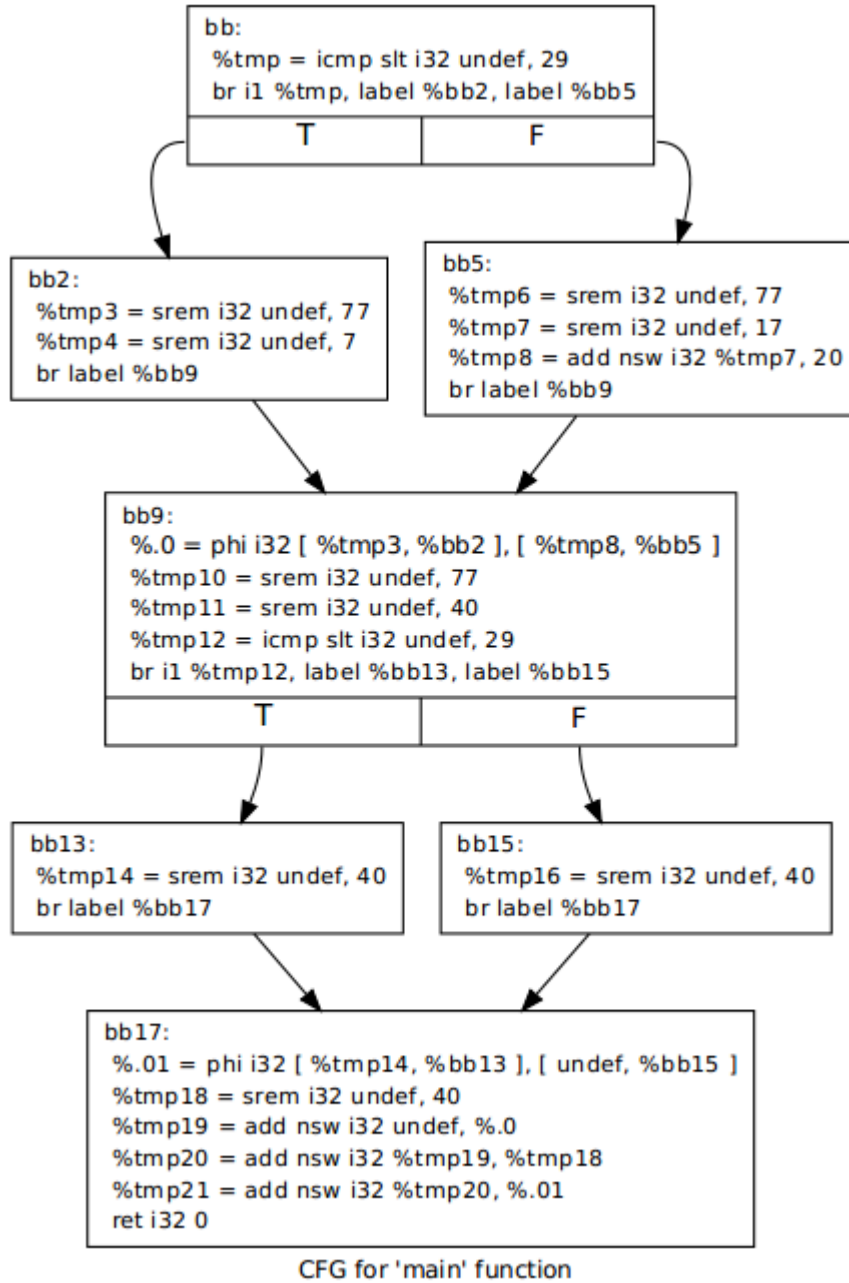 bb:
%tmp = icmp slt i32 undef, 29
br i1 %tmp, label %bb2, label %bb5
T
F
bb2:
%tmp3 = srem i32 undef, 77
%tmp4 = srem i32 undef, 7
br label %bb9
bb5:
%tmp6 = srem i32 undef, 77
%tmp7 = srem i32 undef, 17
%tmp8 = add nsw i32 %tmp7, 20
br label %bb9
bb9:
%.0 = phi i32 [ %tmp3, %bb2 ], [ %tmp8, %bb5 ]
%tmp10 = srem i32 undef, 77
%tmp11 = srem i32 undef, 40
%tmp12 = icmp slt i32 undef, 29
br i1 %tmp12, label %bb13, label %bb15
T
F
bb13:
%tmp14 = srem i32 undef, 40
br label %bb17
bb15:
%tmp16 = srem i32 undef, 40
br label %bb17
bb17:
%.01 = phi i32 [ %tmp14, %bb13 ], [ undef, %bb15 ]
%tmp18 = srem i32 undef, 40
%tmp19 = add nsw i32 undef, %.0
%tmp20 = add nsw i32 %tmp19, %tmp18
%tmp21 = add nsw i32 %tmp20, %.01
ret i32 0
CFG for 'main' function